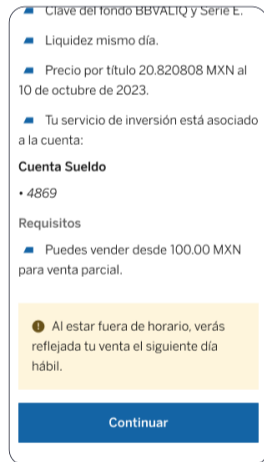 Clave del fondo BBVALIQ y Serie E.
Liquidez mismo día.
Precio por título 20.820808 MXN al
10 de octubre de 2023.
Tu servicio de inversión está asociado
a la cuenta:
Cuenta Sueldo
• 4869
Requisitos
Puedes vender desde 100.00 MXN
para venta parcial.
Al estar fuera de horario, verás
reflejada tu venta el siguiente día
hábil.
Continuar